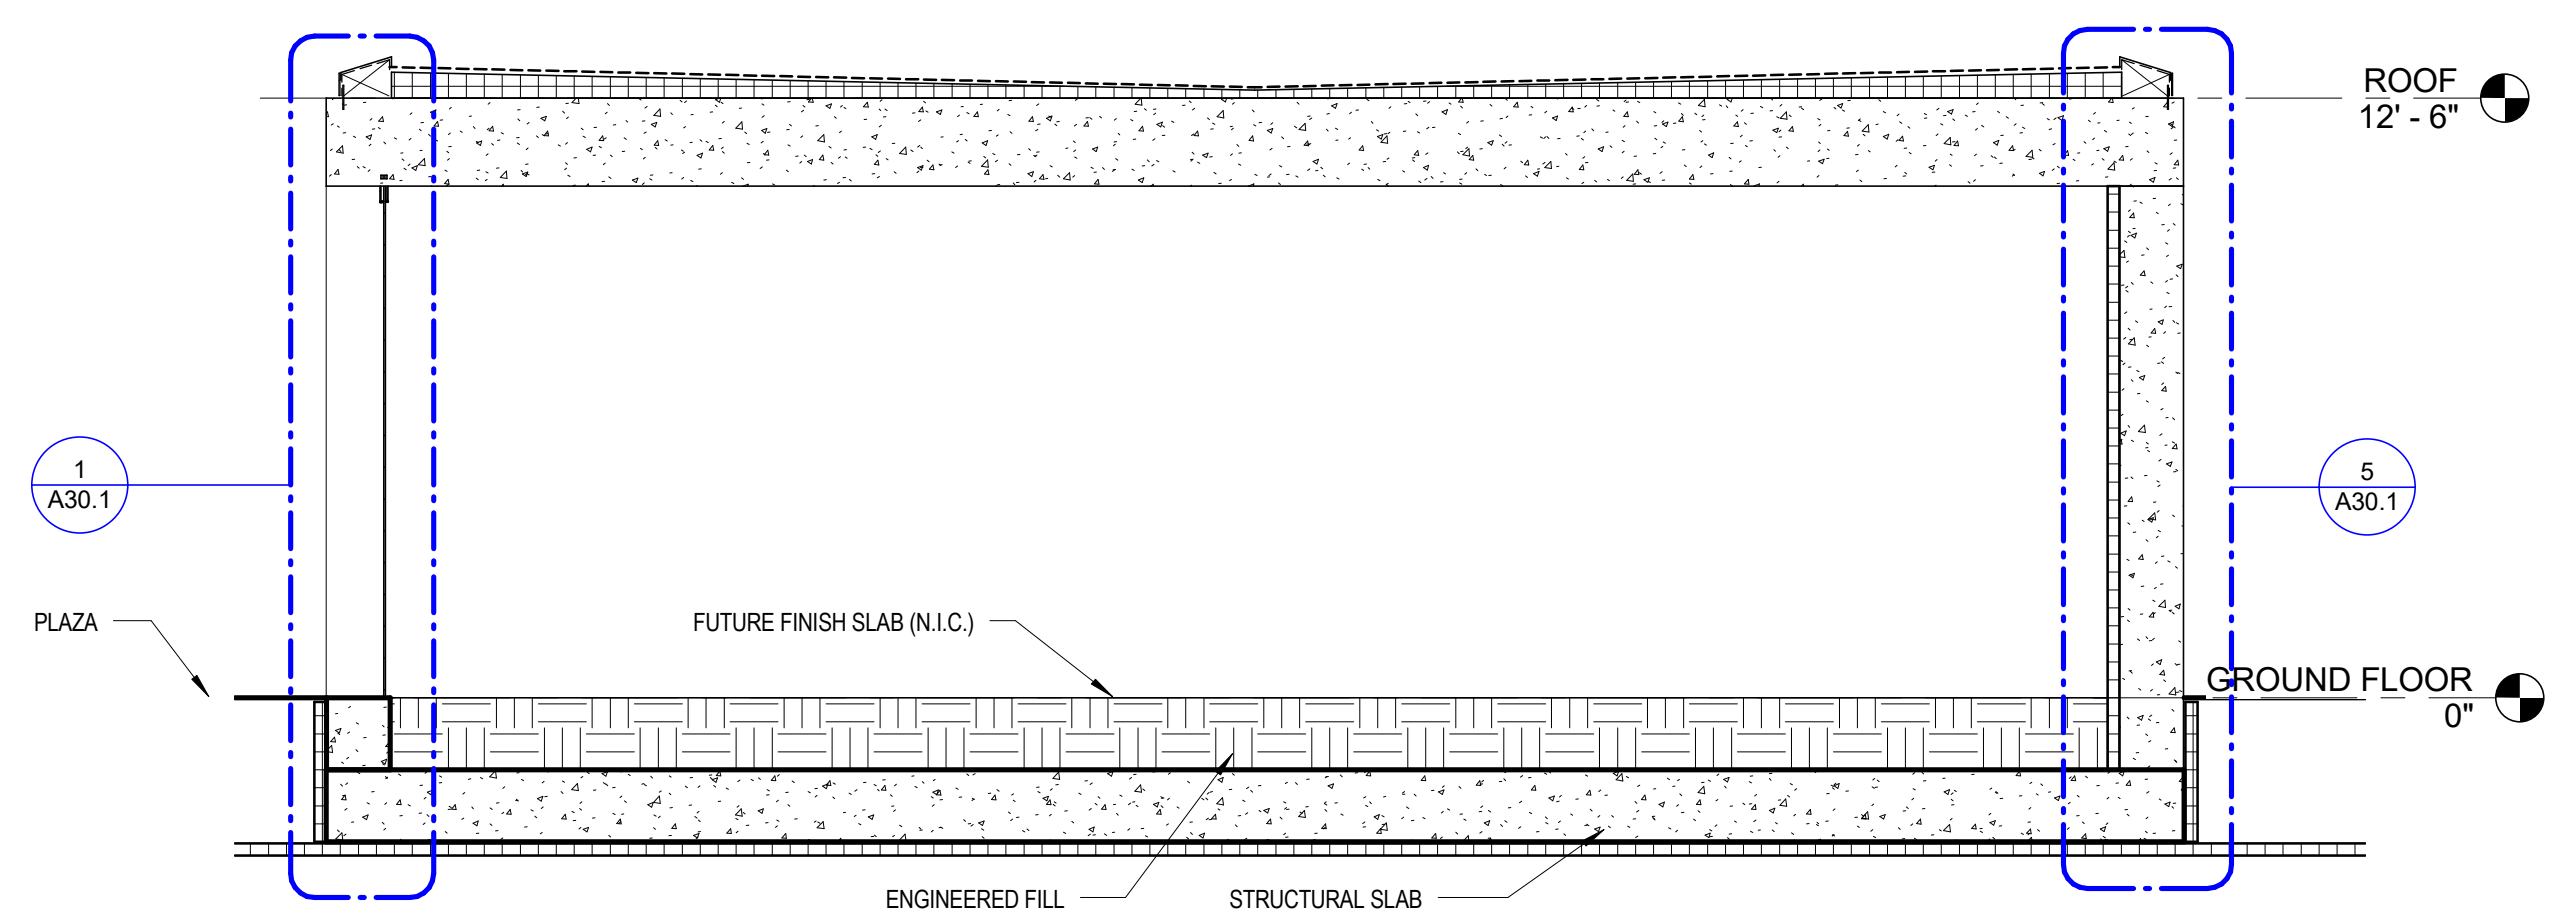 ROOF
12' - 6"
1
A30.1
5
A30.1
PLAZA
FUTURE FINISH SLAB (N.I.C.)
GROUND FLOOR
0"
ENGINEERED FILL
STRUCTURAL SLAB